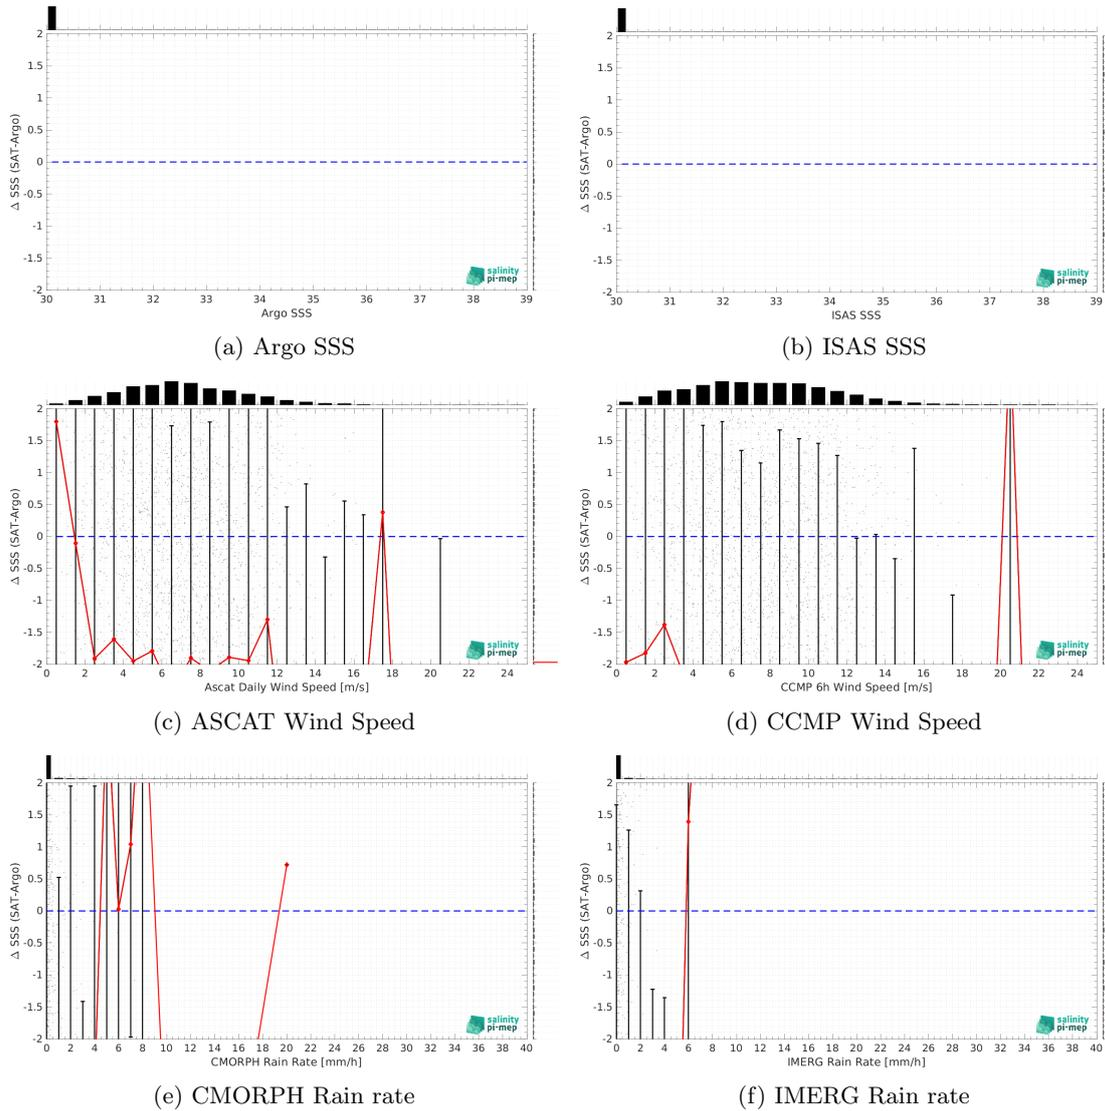 2
1.5
1
0.5
0
-0.5
-1
-1.5
-2
Δ SSS (SAT-Argo)
salinity
pi-mep
30 31 32 33 34 35 36 37 38 39
Argo SSS
(a) Argo SSS
2
1.5
1
0.5
0
-0.5
-1
-1.5
-2
Δ SSS (SAT-Argo)
salinity
pi-mep
30 31 32 33 34 35 36 37 38 39
ISAS SSS
(b) ISAS SSS
2
1.5
1
0.5
0
-0.5
-1
-1.5
-2
Δ SSS (SAT-Argo)
salinity
pi-mep
0 2 4 6 8 10 12 14 16 18 20 22 24
Ascat Daily Wind Speed [m/s]
(c) ASCAT Wind Speed
2
1.5
1
0.5
0
-0.5
-1
-1.5
-2
Δ SSS (SAT-Argo)
salinity
pi-mep
0 2 4 6 8 10 12 14 16 18 20 22 24
CCMP 6h Wind Speed [m/s]
(d) CCMP Wind Speed
2
1.5
1
0.5
0
-0.5
-1
-1.5
-2
Δ SSS (SAT-Argo)
salinity
pi-mep
0 2 4 6 8 10 12 14 16 18 20 22 24 26 28 30 32 34 36 38 40
CMORPH Rain Rate [mm/h]
(e) CMORPH Rain rate
2
1.5
1
0.5
0
-0.5
-1
-1.5
-2
Δ SSS (SAT-Argo)
salinity
pi-mep
0 2 4 6 8 10 12 14 16 18 20 22 24 26 28 30 32 34 36 38 40
IMERG Rain Rate [mm/h]
(f) IMERG Rain rate